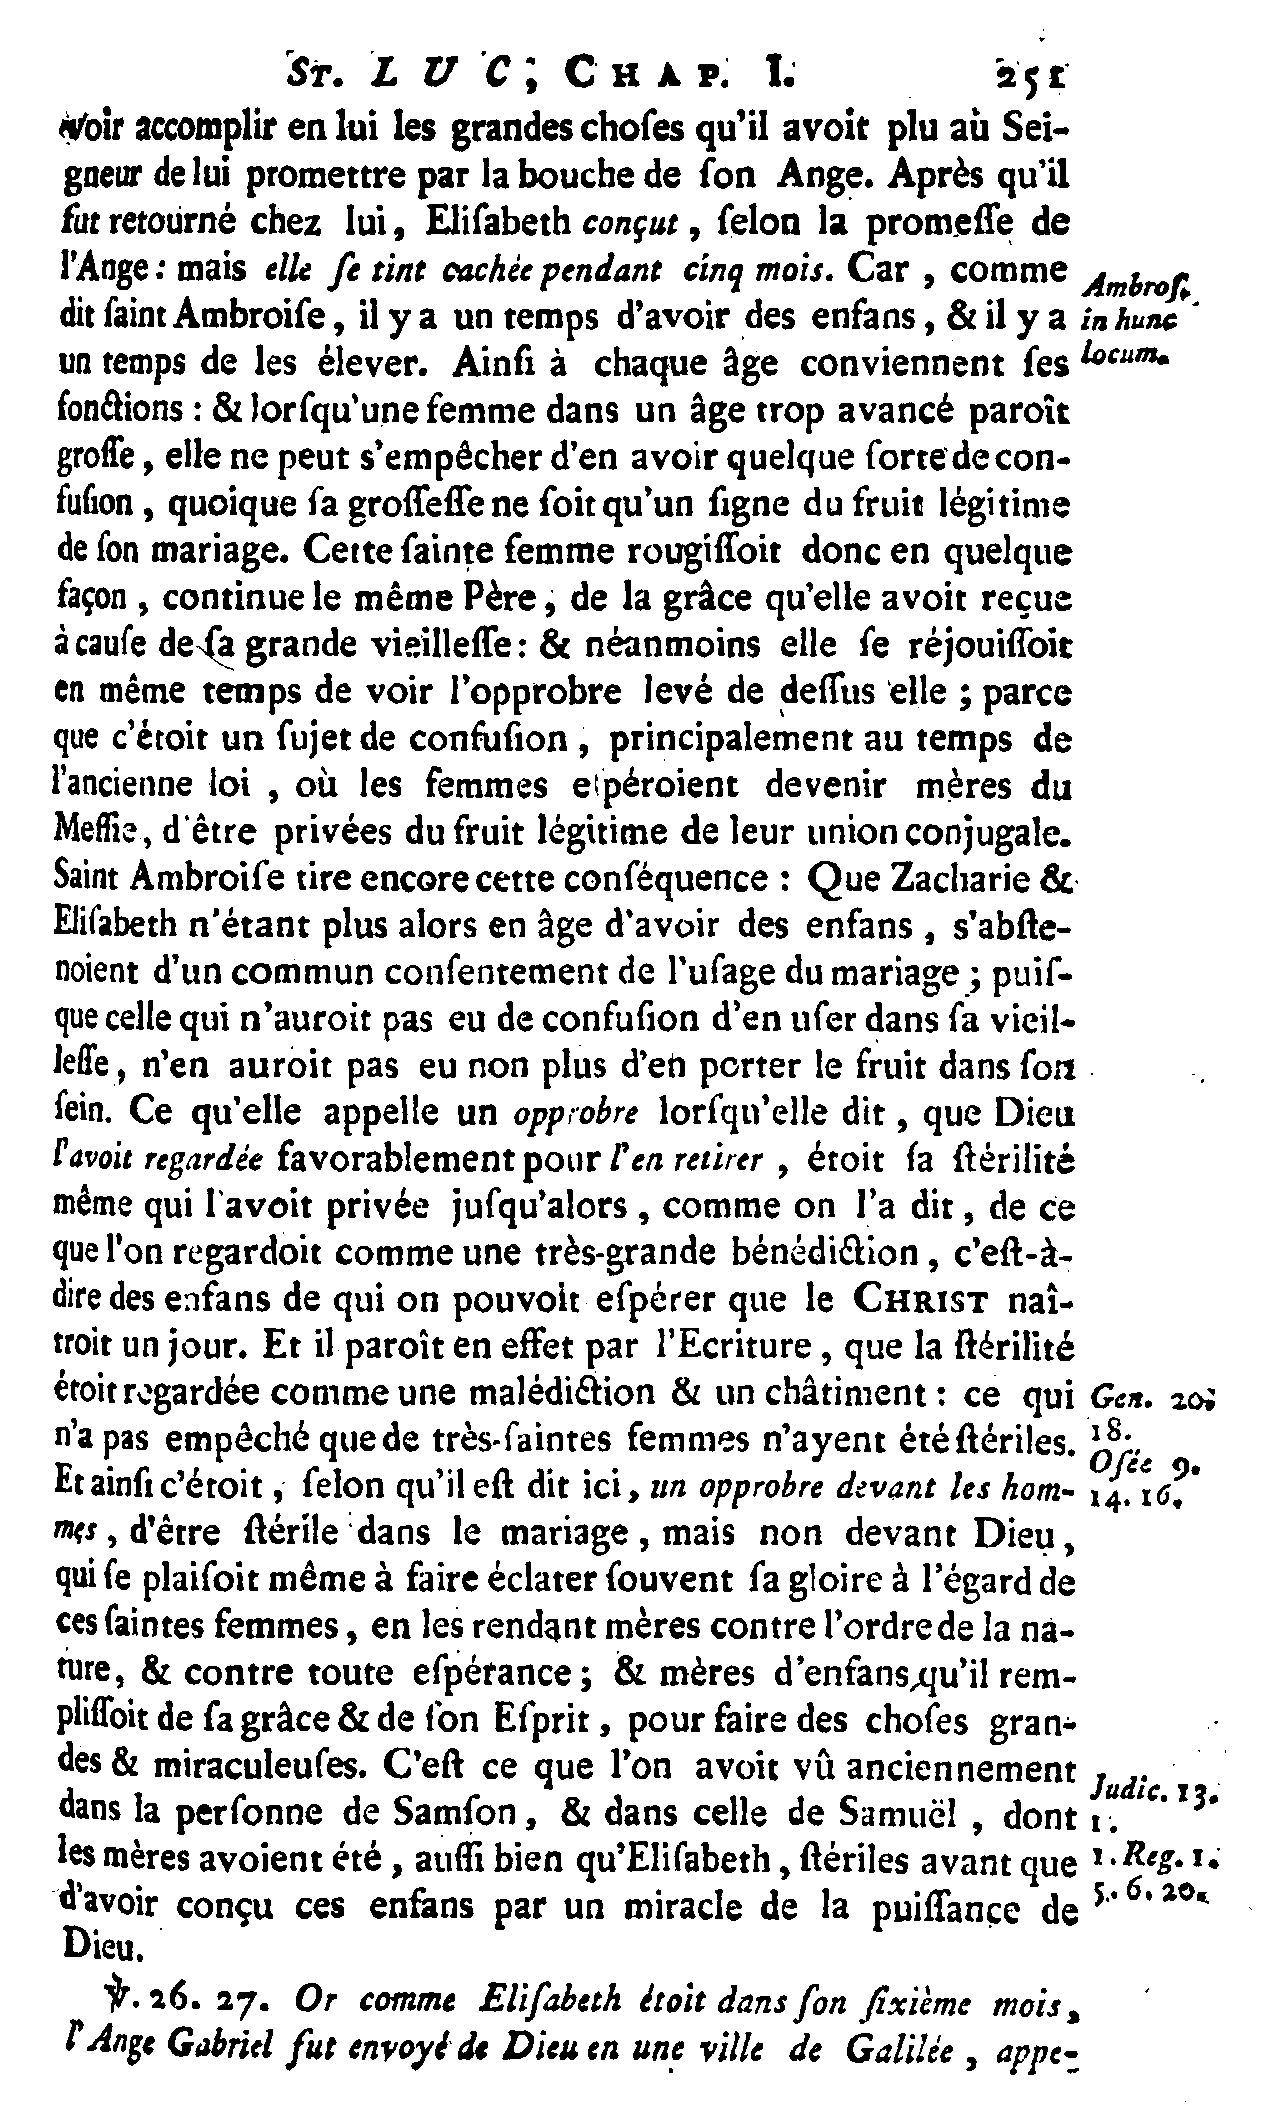 ST. LUC, CHAP. I. 251
voir accomplir en lui les grandes choſes qu'il avoit plu aù Sei-
gneur de lui promettre par la bouche de ſon Ange. Après qu'il
fut retourné chez lui, Eliſabeth conçut, ſelon la promeſſe de
l'Ange: mais elle ſe tint cachée pendant cinq mois. Car, comme
Ambroſ.
dit ſaint Ambroiſe, il y a un temps d'avoir des enfans, & il y a
in hunc
un temps de les élever. Ainſi à chaque âge conviennent ſes
locum.
fonctions : & lorſqu'une femme dans un âge trop avancé paroît
groſſe, elle ne peut s'empêcher d'en avoir quelque ſorte de con-
fuſion, quoique ſa groſſeſſe ne ſoit qu'un ſigne du fruit légitime
de ſon mariage. Cette ſainte femme rougiſſoit donc en quelque
façon, continue le même Père, de la grâce qu'elle avoit reçue
à cauſe de ſa grande vieilleſſe: & néanmoins elle ſe réjouiſſoit
en même temps de voir l'opprobre levé de deſſus elle ; parce
que c'étoit un ſujet de confuſion, principalement au temps de
l'ancienne loi, où les femmes eſpéroient devenir mères du
Meſſie, d'être privées du fruit légitime de leur union conjugale.
Saint Ambroiſe tire encore cette conſéquence : Que Zacharie &
Eliſabeth n'étant plus alors en âge d'avoir des enfans, s'abſte-
noient d'un commun conſentement de l'uſage du mariage ; puiſ-
que celle qui n'auroit pas eu de confuſion d'en uſer dans ſa vieil-
leſſe, n'en auroit pas eu non plus d'en porter le fruit dans ſon
ſein. Ce qu'elle appelle un opprobre lorſqu'elle dit, que Dieu
l'avoit regardée favorablement pour l'en retirer, étoit ſa ſtérilité
même qui l'avoit privée juſqu'alors, comme on l'a dit, de ce
que l'on regardoit comme une très-grande bénédiction, c'eſt-à-
dire des enfans de qui on pouvoit eſpérer que le CHRIST naî-
troit un jour. Et il paroît en effet par l'Ecriture, que la ſtérilité
étoit regardée comme une malédiction & un châtiment : ce qui
Gen. 20.
n'a pas empêché que de très-ſaintes femmes n'ayent été ſtériles.
18.
Oſée 9.
Et ainſi c'étoit, ſelon qu'il eſt dit ici, un opprobre devant les hom-
14. 16.
mes, d'être ſtérile dans le mariage, mais non devant Dieu,
qui ſe plaiſoit même à faire éclater ſouvent ſa gloire à l'égard de
ces ſaintes femmes, en les rendant mères contre l'ordre de la na-
ture, & contre toute eſpérance ; & mères d'enfans qu'il rem-
pliſſoit de ſa grâce & de ſon Eſprit, pour faire des choſes gran-
des & miraculeuſes. C'eſt ce que l'on avoit vû anciennement
Judic. 13.
dans la perſonne de Samſon, & dans celle de Samuël, dont
1.
les mères avoient été, auſſi bien qu'Eliſabeth, ſtériles avant que
1. Reg. 1.
d'avoir conçu ces enfans par un miracle de la puiſſance de
5. 6. 20.
Dieu.
℣. 26. 27. Or comme Eliſabeth étoit dans ſon ſixième mois,
l'Ange Gabriel fut envoyé de Dieu en une ville de Galilée, appe-